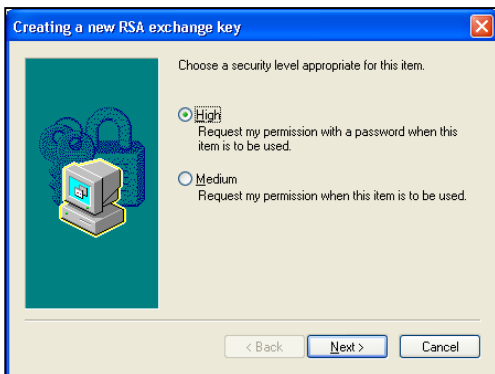 Creating a new RSA exchange key
Choose a security level appropriate for this item.
High
Request my permission with a password when this
item is to be used.
Medium
Request my permission when this item is to be used.
< Back
Next >
Cancel